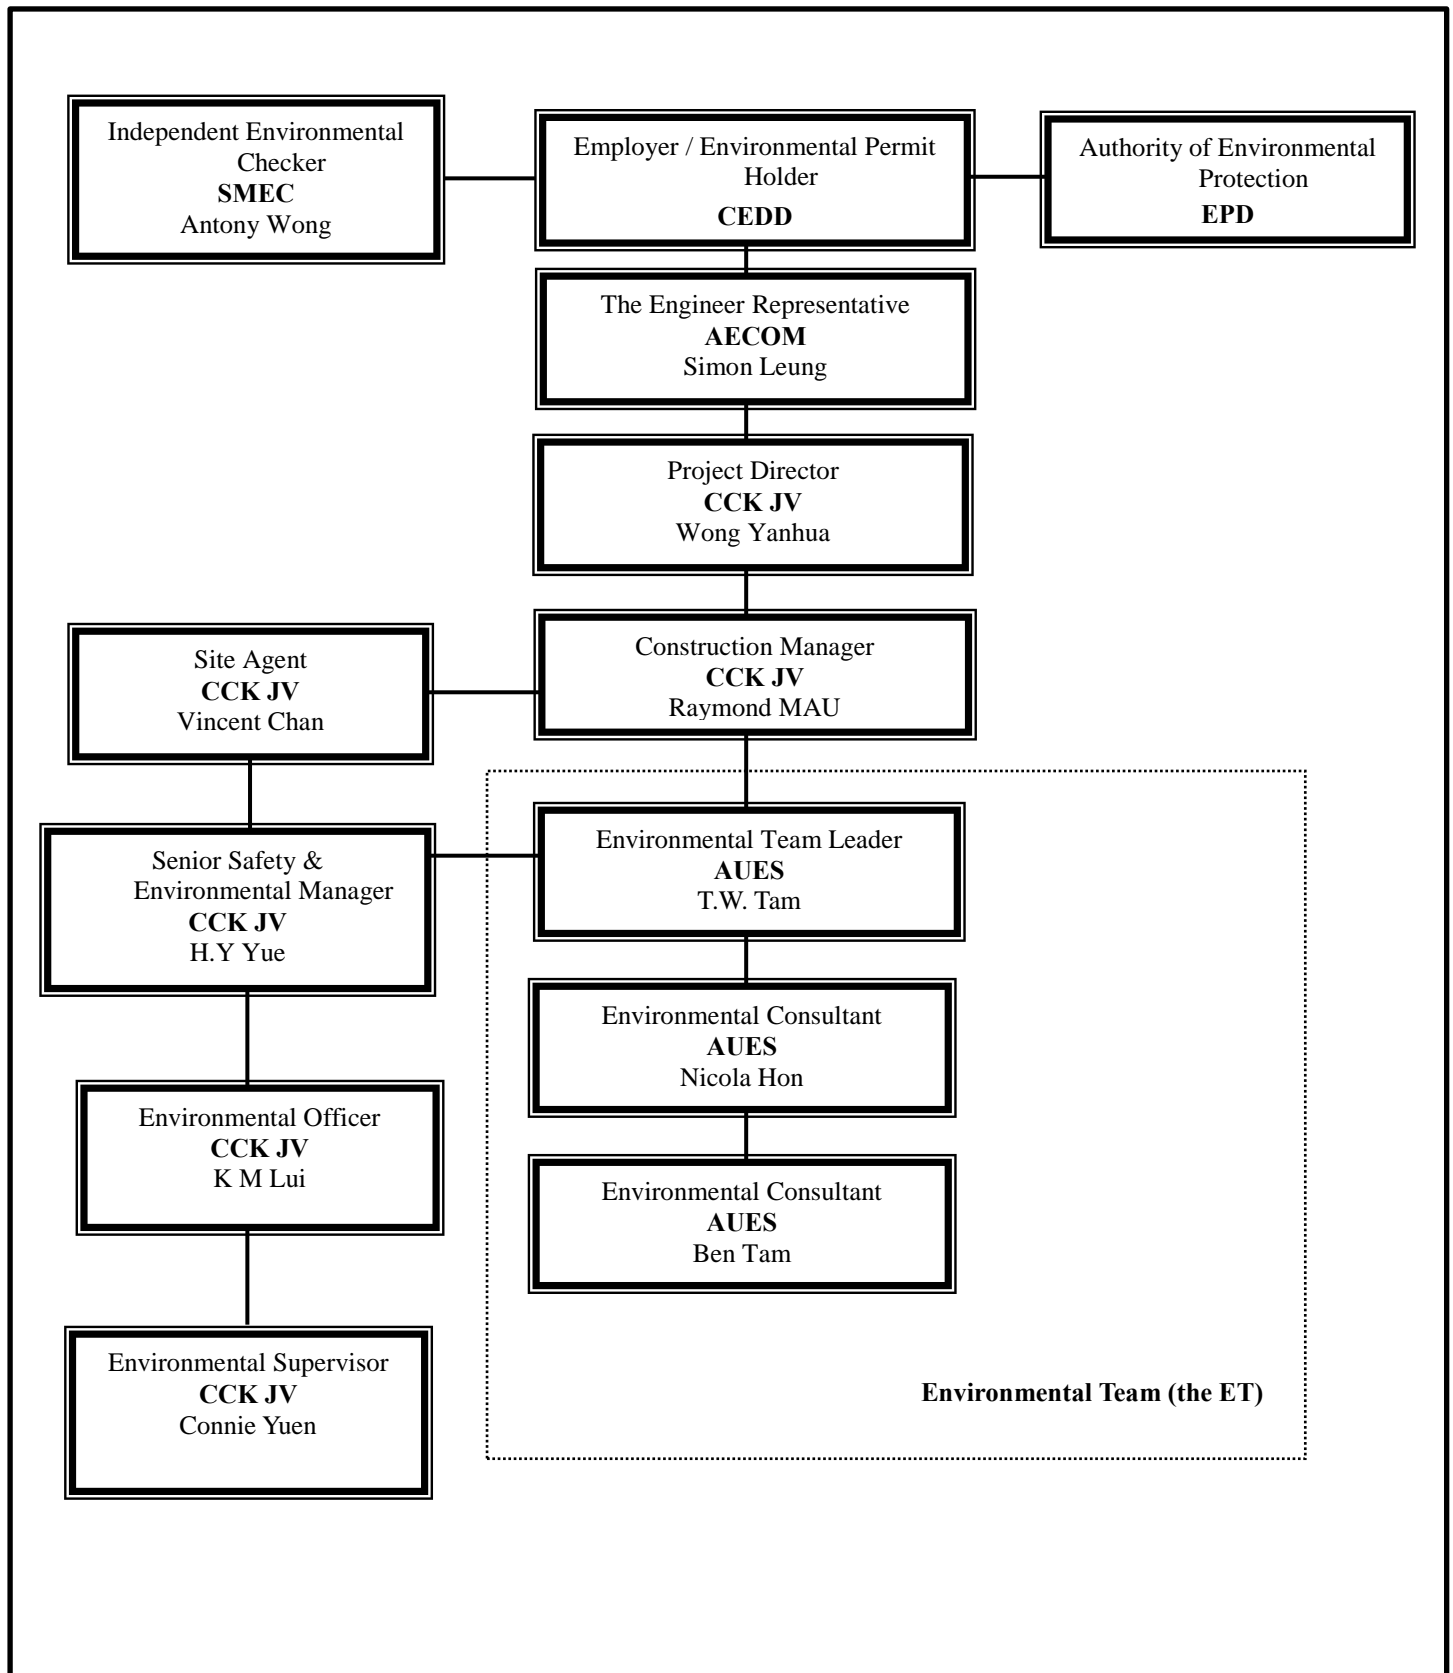 Independent Environmental
Checker
SMEC
Antony Wong
Employer / Environmental Permit
Holder
CEDD
Authority of Environmental
Protection
EPD
The Engineer Representative
AECOM
Simon Leung
Project Director
CCK JV
Wong Yanhua
Construction Manager
CCK JV
Raymond MAU
Site Agent
CCK JV
Vincent Chan
Senior Safety &
Environmental Manager
CCK JV
H.Y Yue
Environmental Team Leader
AUES
T.W. Tam
Environmental Consultant
AUES
Nicola Hon
Environmental Officer
CCK JV
K M Lui
Environmental Consultant
AUES
Ben Tam
Environmental Supervisor
CCK JV
Connie Yuen
Environmental Team (the ET)